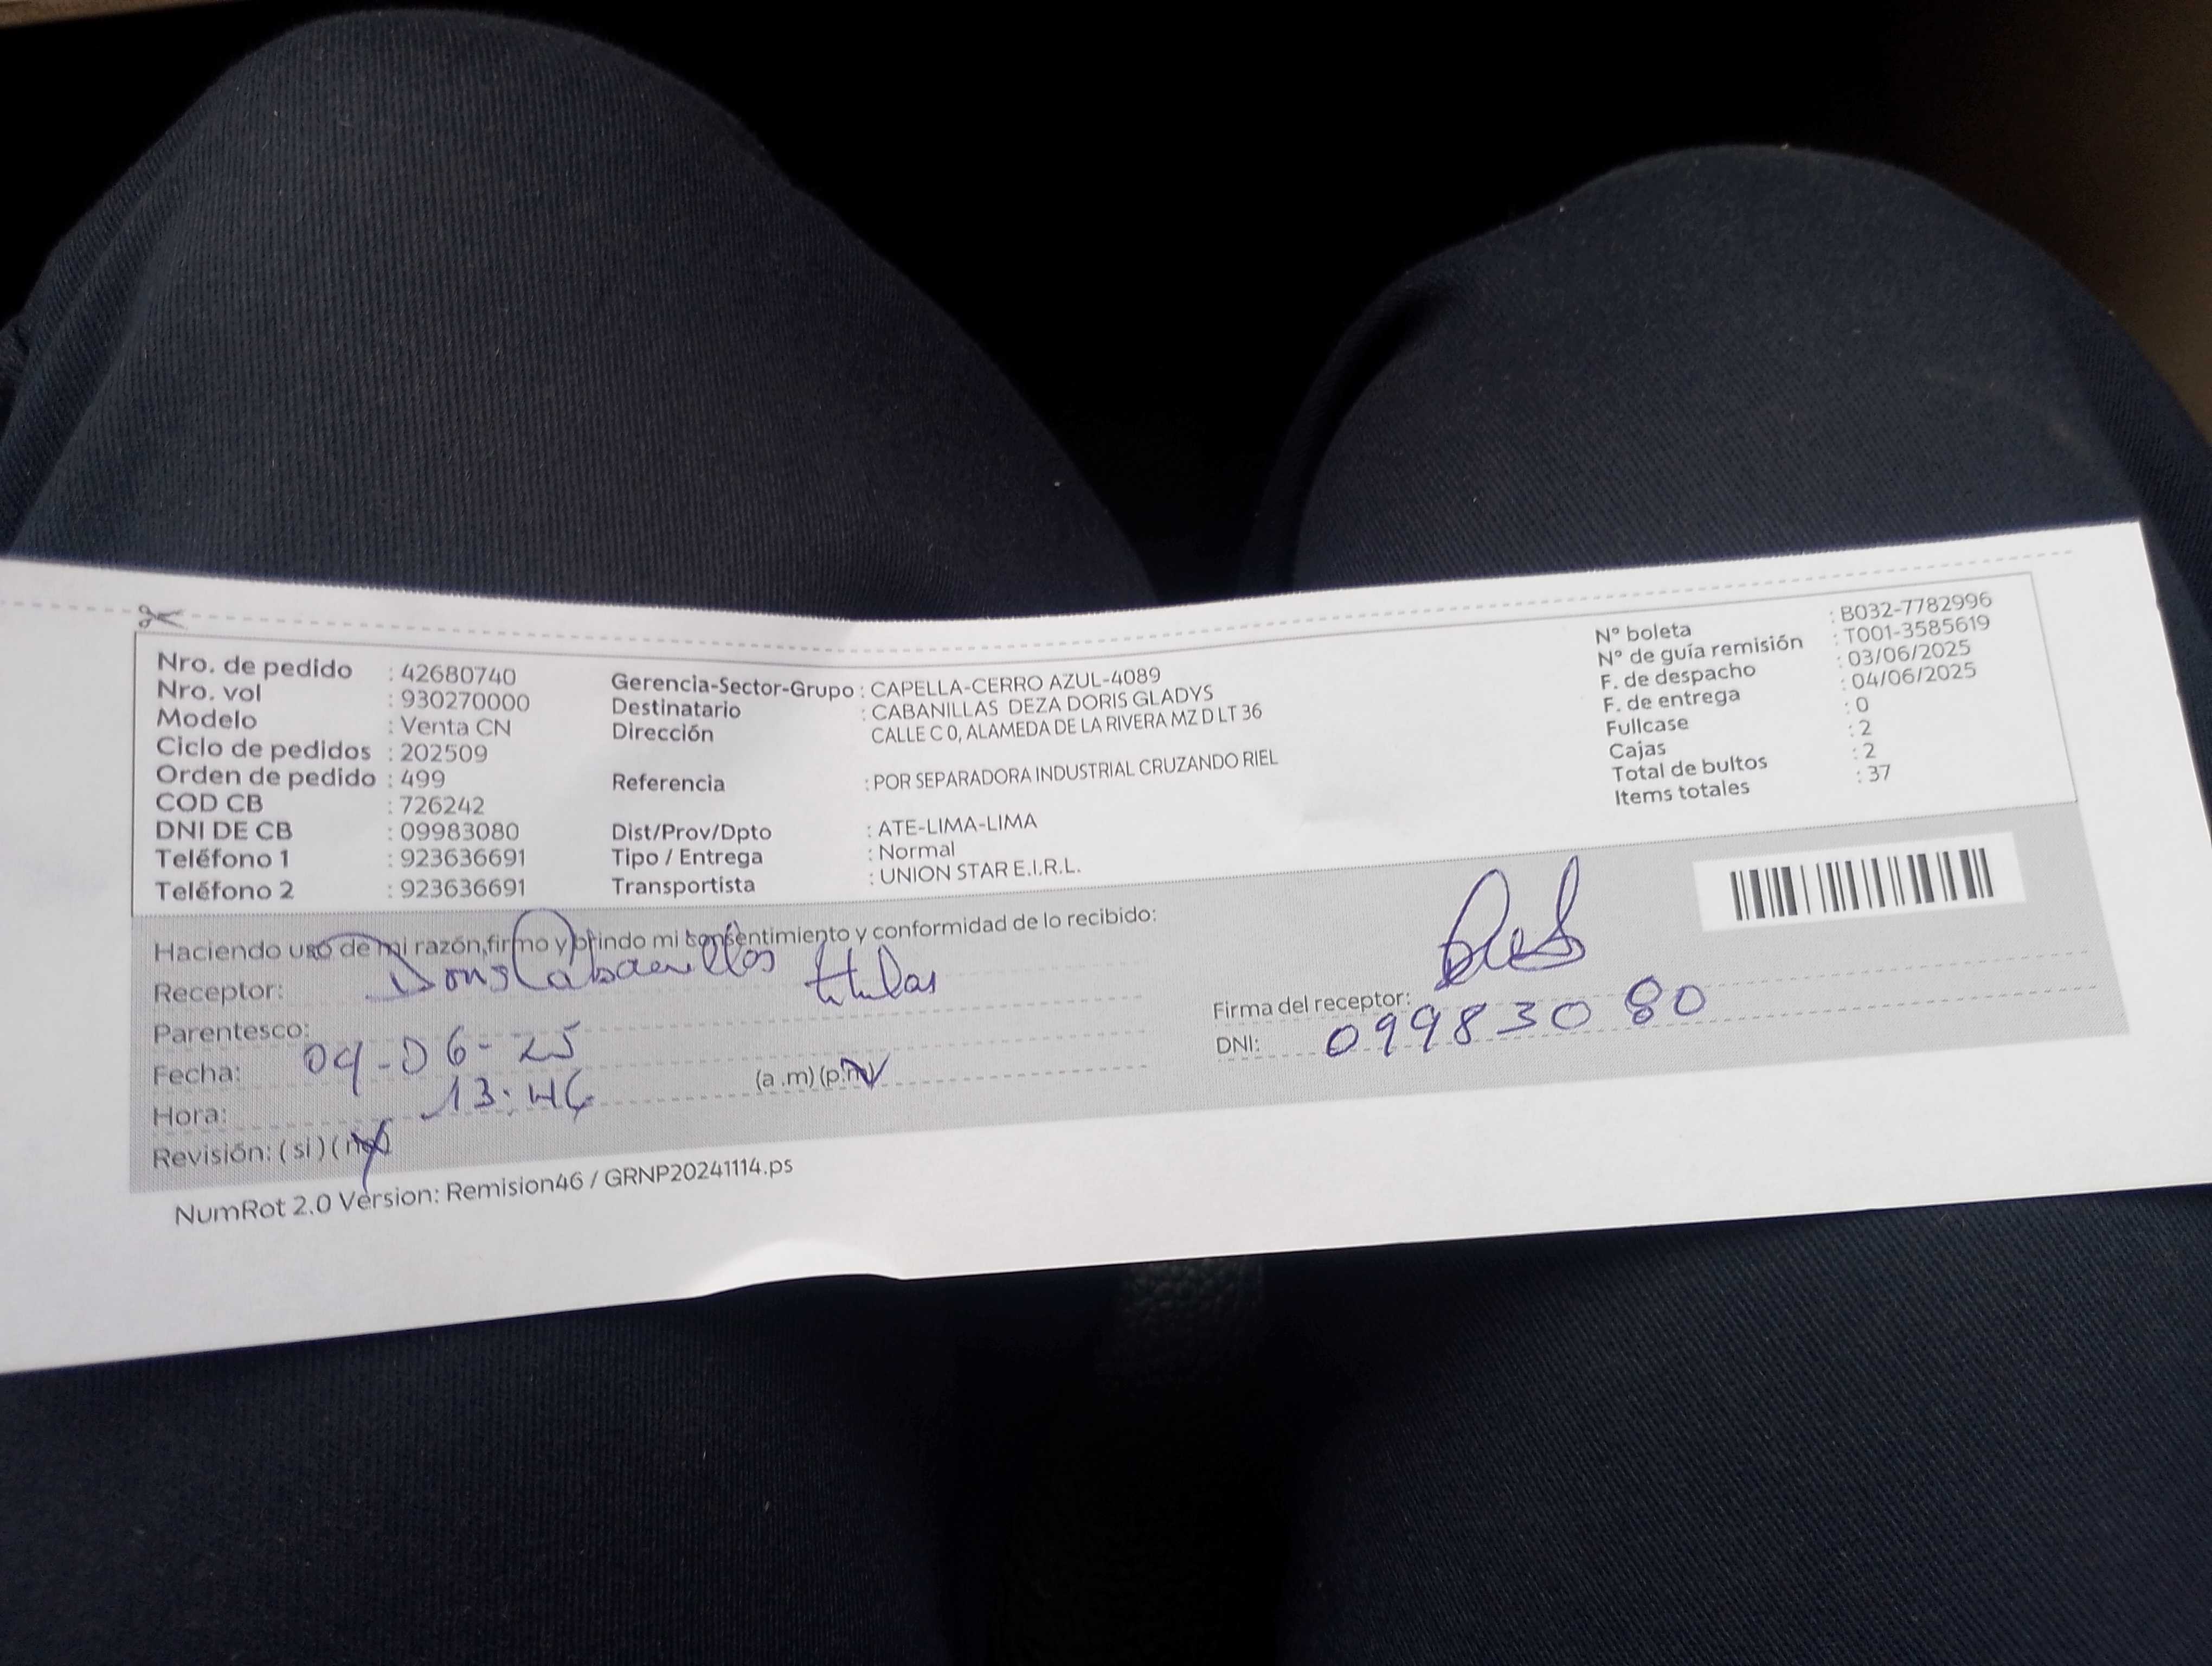 Nro. de pedido : 42680740
Nro. vol : 930270000
Modelo : Venta CN
Ciclo de pedidos : 202509
Orden de pedido : 499
COD CB : 726242
DNI DE CB : 09983080
Teléfono 1 : 923636691
Teléfono 2 : 923636691
Gerencia-Sector-Grupo : CAPELLA-CERRO AZUL-4089
Destinatario : CABANILLAS DEZA DORIS GLADYS
Dirección CALLE C 0, ALAMEDA DE LA RIVERA MZ D LT 36
Referencia : POR SEPARADORA INDUSTRIAL CRUZANDO RIEL
Dist/Prov/Dpto : ATE-LIMA-LIMA
Tipo / Entrega : Normal
Transportista : UNION STAR E.I.R.L.
N° boleta : B032-7782996
N° de guía remisión : T001-3585619
F. de despacho : 03/06/2025
F. de entrega : 04/06/2025
Fullcase : 0
Cajas : 2
Total de bultos : 2
Items totales : 37
Haciendo uso de mi razón,firmo y brindo mi consentimiento y conformidad de lo recibido:
Receptor: Doris Cabanillas titular
Parentesco:
Fecha: 04-06-25
Hora: 13:46 (a .m) (p.m)
Revisión: ( si ) ( no )
Firma del receptor:
DNI: 09983080
NumRot 2.0 Version: Remision46 / GRNP20241114.ps